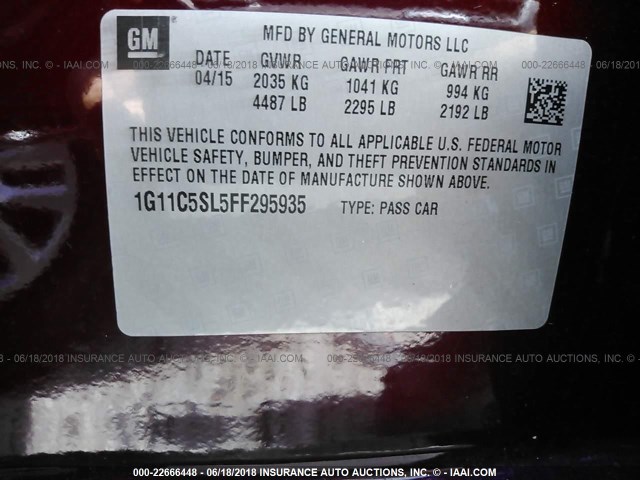 GM
MFD BY GENERAL MOTORS LLC
DATE GVWR GAWR FRT GAWR RR
04/15 2035 KG 1041 KG 994 KG
4487 LB 2295 LB 2192 LB
THIS VEHICLE CONFORMS TO ALL APPLICABLE U.S. FEDERAL MOTOR
VEHICLE SAFETY, BUMPER, AND THEFT PREVENTION STANDARDS IN
EFFECT ON THE DATE OF MANUFACTURE SHOWN ABOVE.
1G11C5SL5FF295935 TYPE: PASS CAR
000-22666448 - 06/18/2018 INSURANCE AUTO AUCTIONS, INC. - IAAI.COM